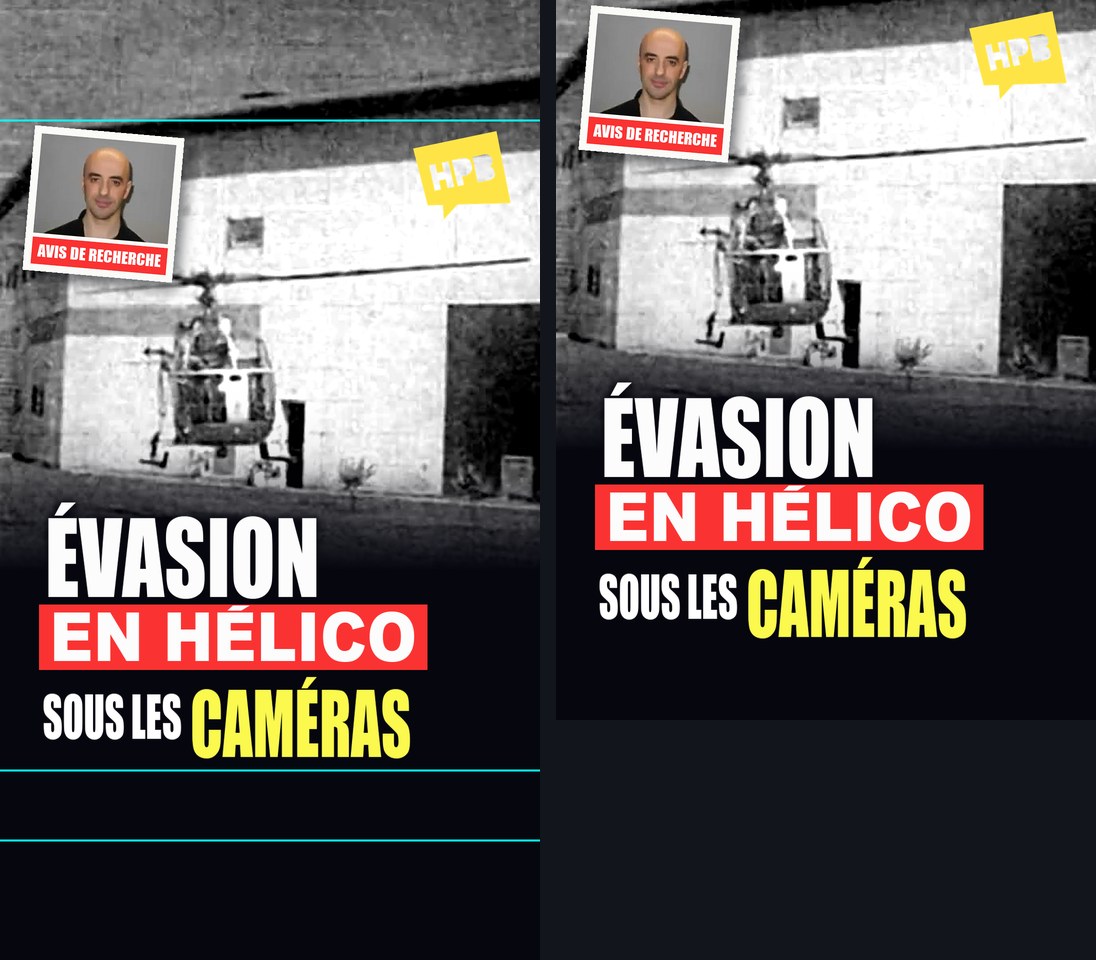 HPB
AVIS DE RECHERCHE
ÉVASION
EN HÉLICO
SOUS LES CAMÉRAS
HPB
AVIS DE RECHERCHE
ÉVASION
EN HÉLICO
SOUS LES CAMÉRAS